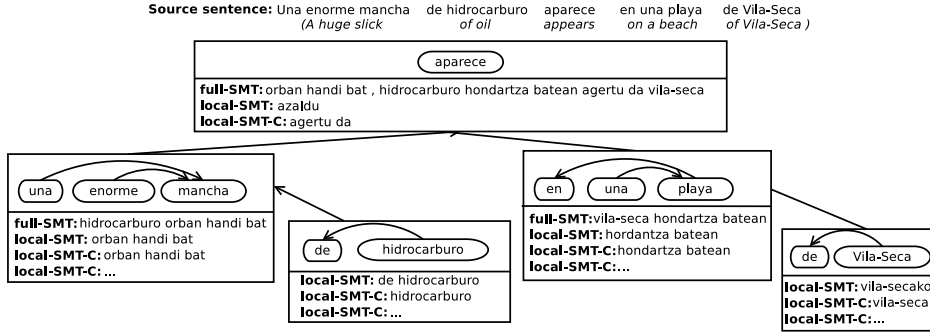 Source sentence: Una enorme mancha de hidrocarburo aparece en una playa de Vila-Seca
(A huge slick of oil appears on a beach of Vila-Seca )
aparece
full-SMT: orban handi bat , hidrocarburo hondartza batean agertu da vila-seca
local-SMT: azaldu
local-SMT-C: agertu da
una enorme mancha
full-SMT: hidrocarburo orban handi bat
local-SMT: orban handi bat
local-SMT-C: orban handi bat
local-SMT-C: ...
de hidrocarburo
local-SMT: de hidrocarburo
local-SMT-C: hidrocarburo
local-SMT-C: ...
en una playa
full-SMT: vila-seca hondartza batean
local-SMT: hordantza batean
local-SMT-C: hondartza batean
local-SMT-C: ...
de Vila-Seca
local-SMT: vila-secako
local-SMT-C: vila-seca
local-SMT-C: ...